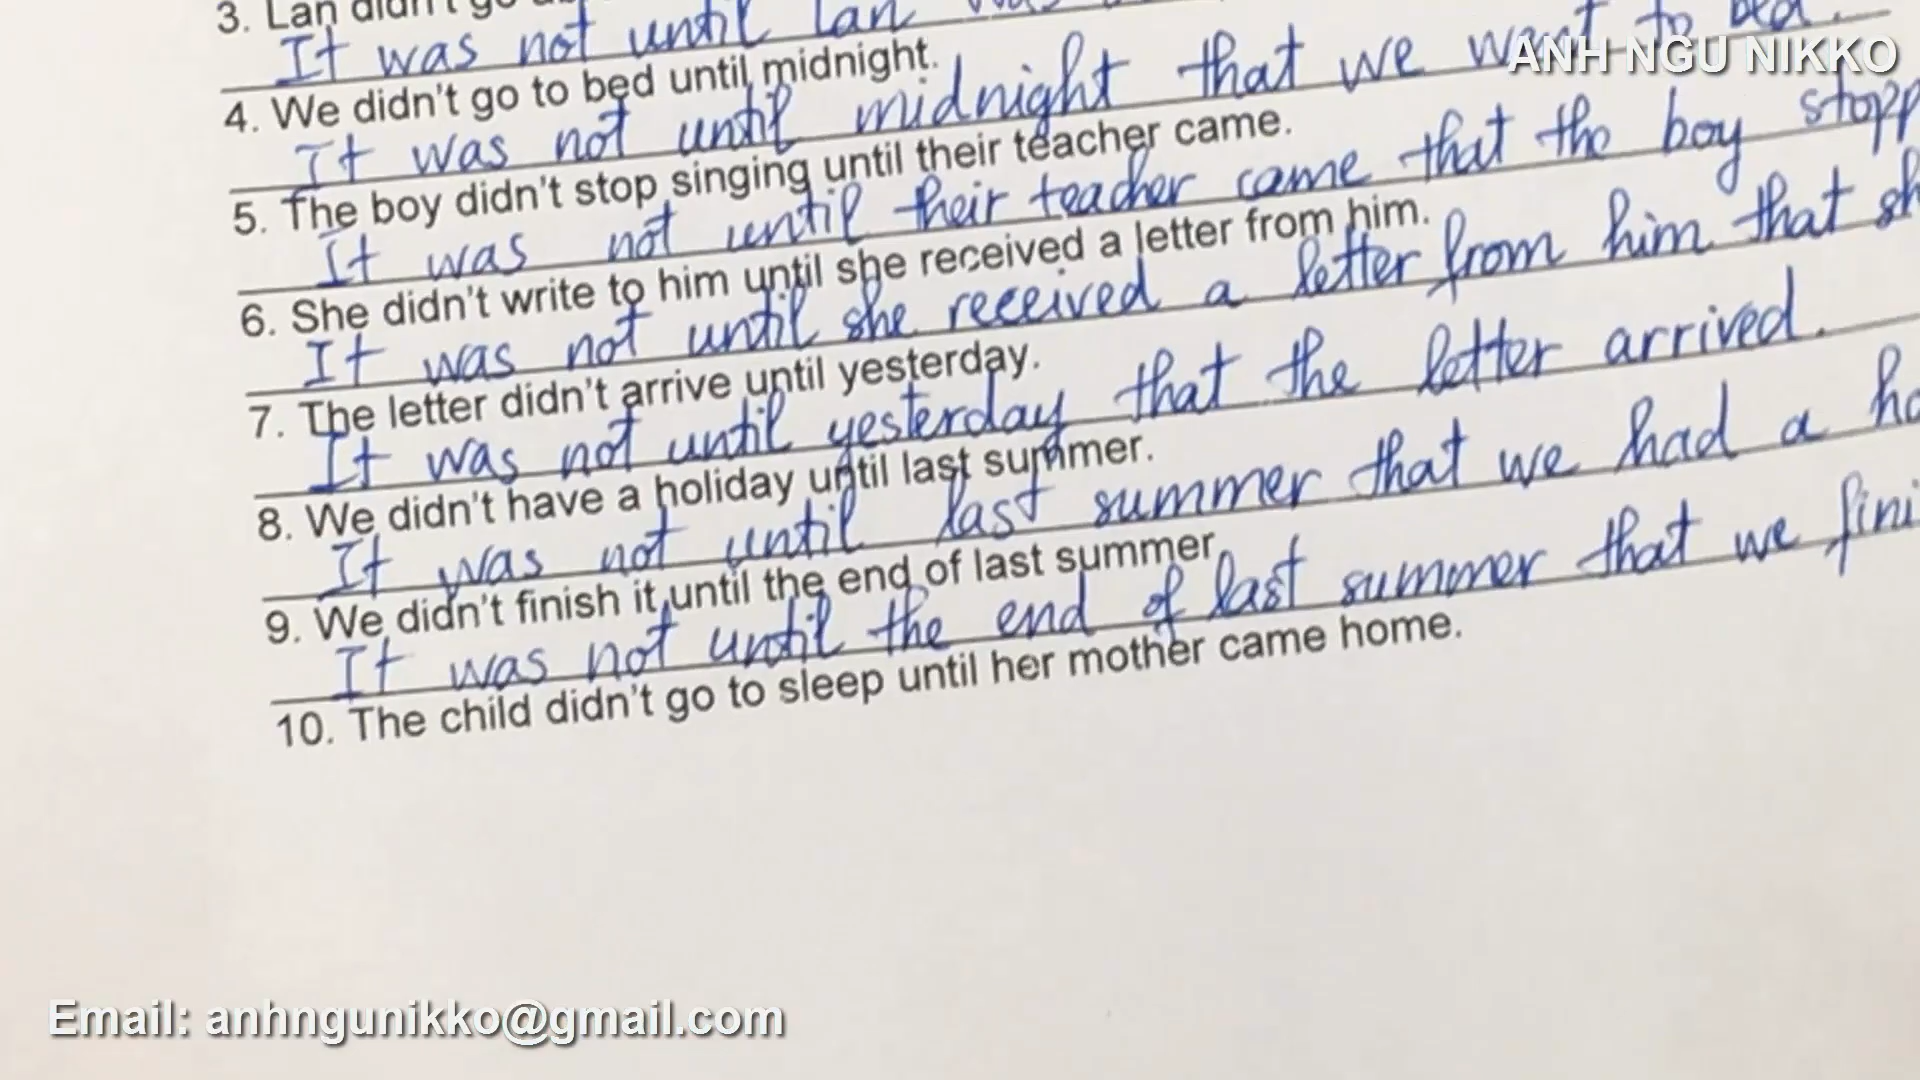 3. Lan didn't go
It was not until Lan was
4. We didn't go to bed until midnight.
It was not until midnight that we went to bed.
5. The boy didn't stop singing until their teacher came.
It was not until their teacher came that the boy stopp
6. She didn't write to him until she received a letter from him.
It was not until she received a letter from him that sh
7. The letter didn't arrive until yesterday.
It was not until yesterday that the letter arrived.
8. We didn't have a holiday until last summer.
It was not until last summer that we had a ho
9. We didn't finish it until the end of last summer.
It was not until the end of last summer that we fini
10. The child didn't go to sleep until her mother came home.
ANH NGU NIKKO
Email: anhngunikko@gmail.com